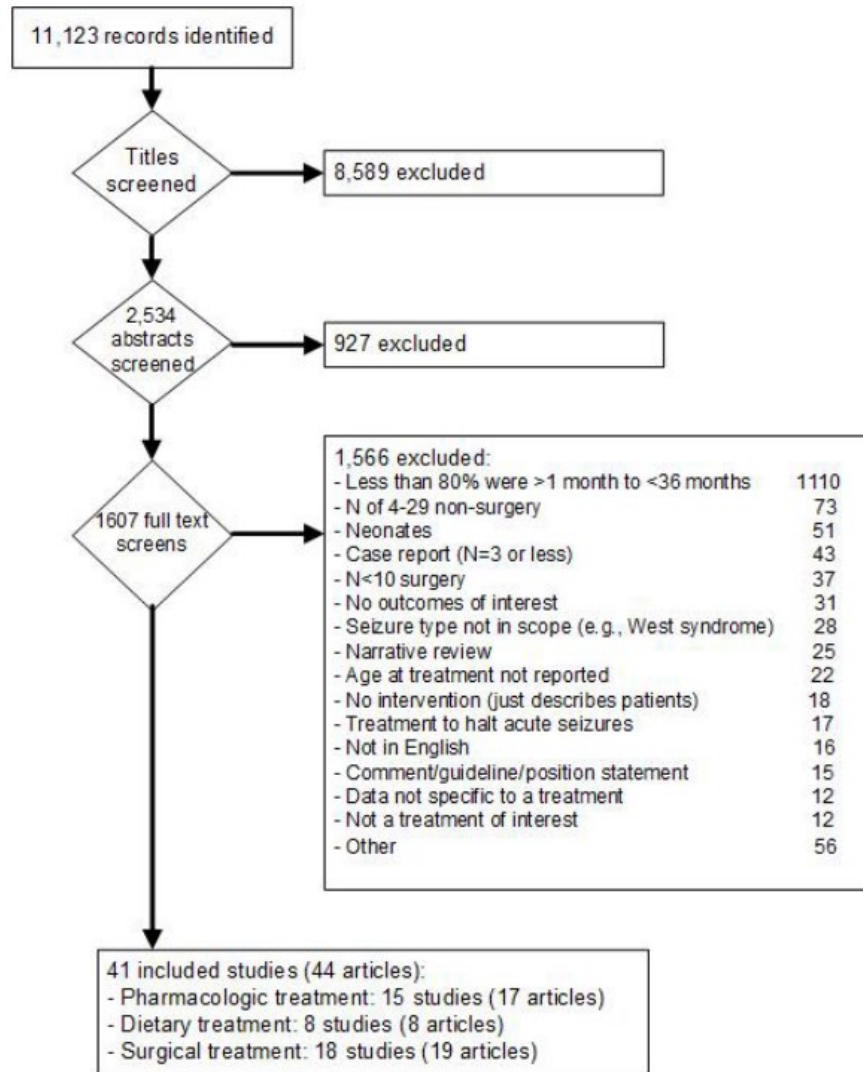 11,123 records identified
Titles
screened
8,589 excluded
2,534
abstracts
screened
927 excluded
1607 full text
screens
1,566 excluded:
- Less than 80% were >1 month to <36 months 1110
- N of 4-29 non-surgery 73
- Neonates 51
- Case report (N=3 or less) 43
- N<10 surgery 37
- No outcomes of interest 31
- Seizure type not in scope (e.g., West syndrome) 28
- Narrative review 25
- Age at treatment not reported 22
- No intervention (just describes patients) 18
- Treatment to halt acute seizures 17
- Not in English 16
- Comment/guideline/position statement 15
- Data not specific to a treatment 12
- Not a treatment of interest 12
- Other 56
41 included studies (44 articles):
- Pharmacologic treatment: 15 studies (17 articles)
- Dietary treatment: 8 studies (8 articles)
- Surgical treatment: 18 studies (19 articles)